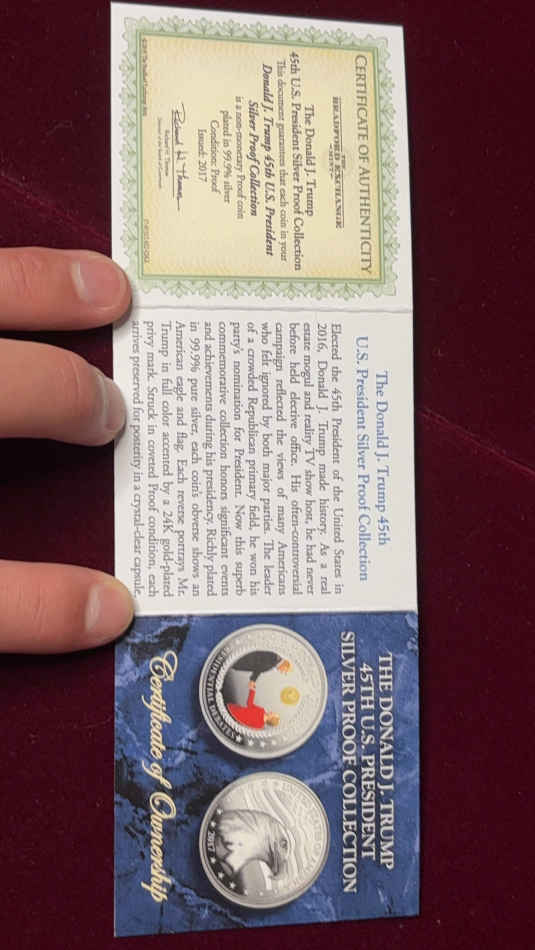 CERTIFICATE OF AUTHENTICITY
THE
BRADFORD EXCHANGE
MINT
The Donald J. Trump
45th U.S. President Silver Proof Collection
This document guarantees that each coin in your
Donald J. Trump 45th U.S. President
Silver Proof Collection
is a non-monetary Proof coin
plated in 99.9% silver
Condition: Proof
Issued: 2017
The Donald J. Trump 45th
U.S. President Silver Proof Collection
Elected the 45th President of the United States in
2016, Donald J. Trump made history. As a real
estate mogul and reality TV show host, he had never
before held elective office. His often-controversial
campaign reflected the views of many Americans
who felt ignored by both major parties. The leader
of a crowded Republican primary field, he won his
party's nomination for President. Now this superb
commemorative collection honors significant events
and achievements during his presidency. Richly plated
in 99.9% pure silver, each coin's obverse shows an
American eagle and flag. Each reverse portrays Mr.
Trump in full color accented by a 24K gold-plated
privy mark. Struck in coveted Proof condition, each
arrives preserved for posterity in a crystal-clear capsule.
THE DONALD J. TRUMP
45TH U.S. PRESIDENT
SILVER PROOF COLLECTION
PRESIDENTIAL
2017
Certificate of Ownership